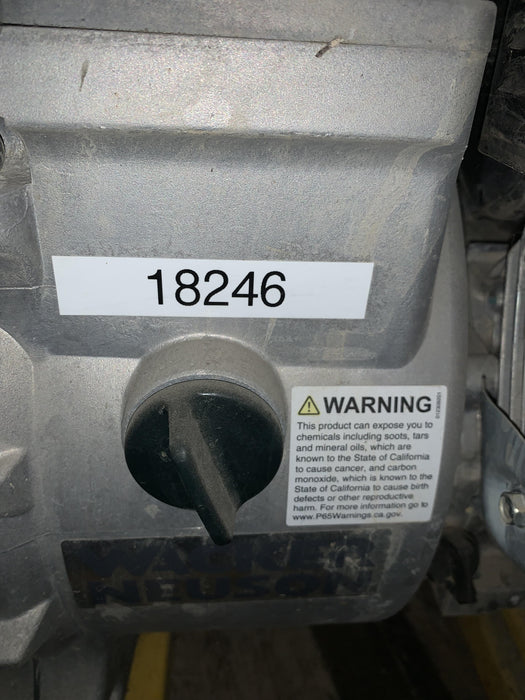 18246
WARNING
This product can expose you to
chemicals including soots, tars
and mineral oils, which are
known to the State of California
to cause cancer, and carbon
monoxide, which is known to the
State of California to cause birth
defects or other reproductive
harm. For more information go to
www.P65Warnings.ca.gov.
WACKER
NEUSON